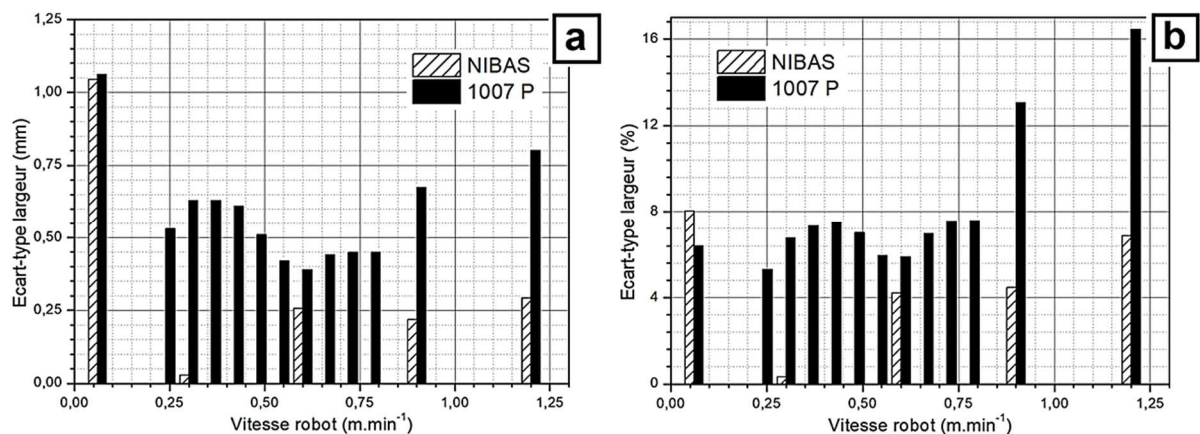 a
NIBAS
1007 P
Ecart-type largeur (mm)
1,25
1,00
0,75
0,50
0,25
0,00
0,00 0,25 0,50 0,75 1,00 1,25
Vitesse robot (m.min⁻¹)
b
NIBAS
1007 P
Ecart-type largeur (%)
16
12
8
4
0
0,00 0,25 0,50 0,75 1,00 1,25
Vitesse robot (m.min⁻¹)